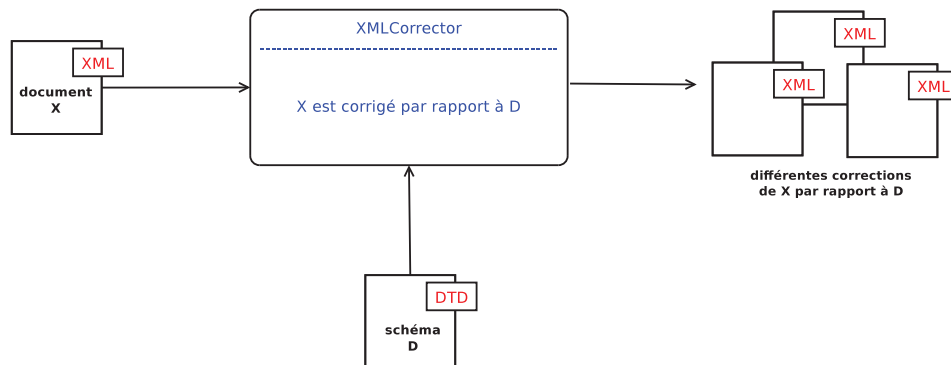 XMLCorrector
XML
document
X
X est corrigé par rapport à D
XML
XML
XML
différentes corrections
de X par rapport à D
DTD
schéma
D